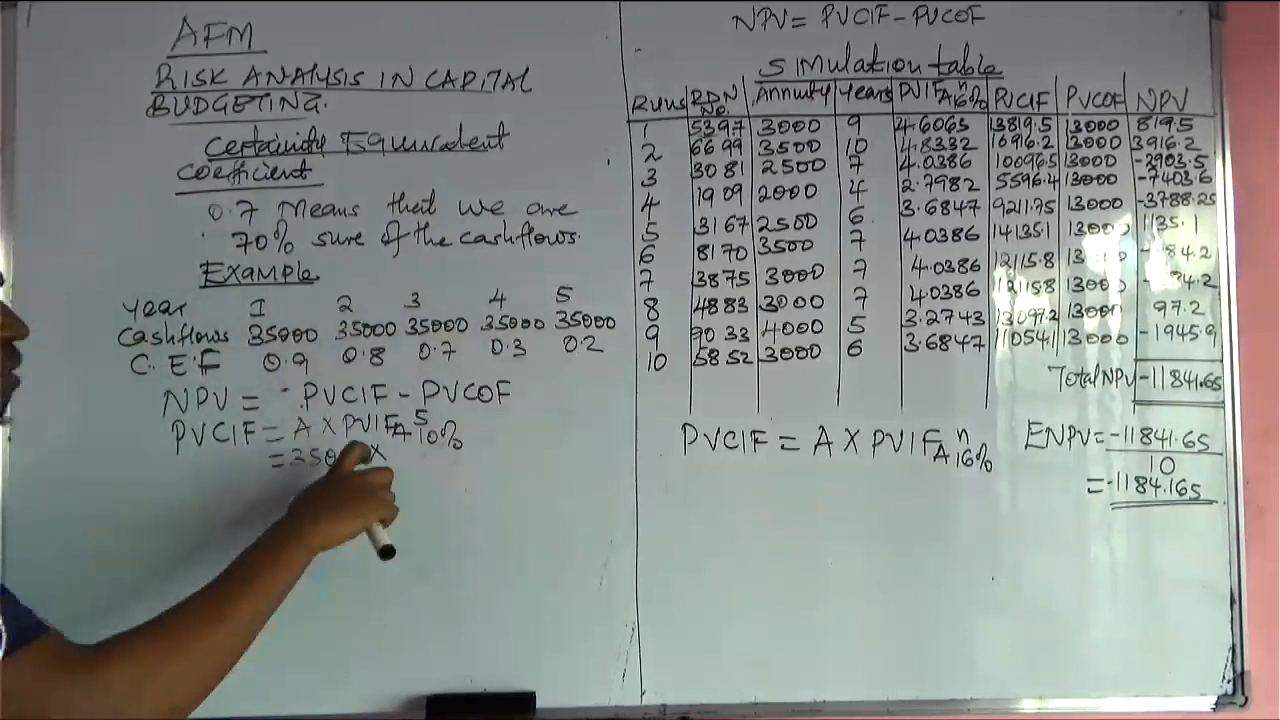 AFM
RISK ANALYSIS IN CAPITAL
BUDGETING.
Certainity Equivalent
Coefficient
0.7 Means that we are
70% sure of the cashflows.
Example
Year 1 2 3 4 5
Cashflows 35000 35000 35000 35000 35000
C.E.F 0.9 0.8 0.7 0.3 0.2
NPV = PVCIF - PVCOF
PVCIF = A X PVIFA 5 10%
= 350 X
NPV = PVCIF - PVCOF
Simulation table
Runs RDN No. Annuity Years PVIFA n 16% PVCIF PVCOF NPV
1 5397 3000 9 4.6065 13819.5 13000 819.5
2 6699 3500 10 4.8332 16916.2 13000 3916.2
3 3081 2500 7 4.0386 10096.5 13000 -2903.5
4 1909 2000 4 2.7982 5596.4 13000 -7403.6
5 3167 2500 6 3.6847 9211.75 13000 -3788.25
6 8170 3500 7 4.0386 14135.1 13000 1135.1
7 3875 3000 7 4.0386 12115.8
8 4883 3000 7 4.0386 12115.8 13000
9 9033 4000 5 3.2743 13097.2 13000 97.2
10 5852 3000 6 3.6847 11054.1 13000 -1945.9
Total NPV -11841.65
PVCIF = A X PVIFA n 16%
ENPV = -11841.65
10
= -1184.165